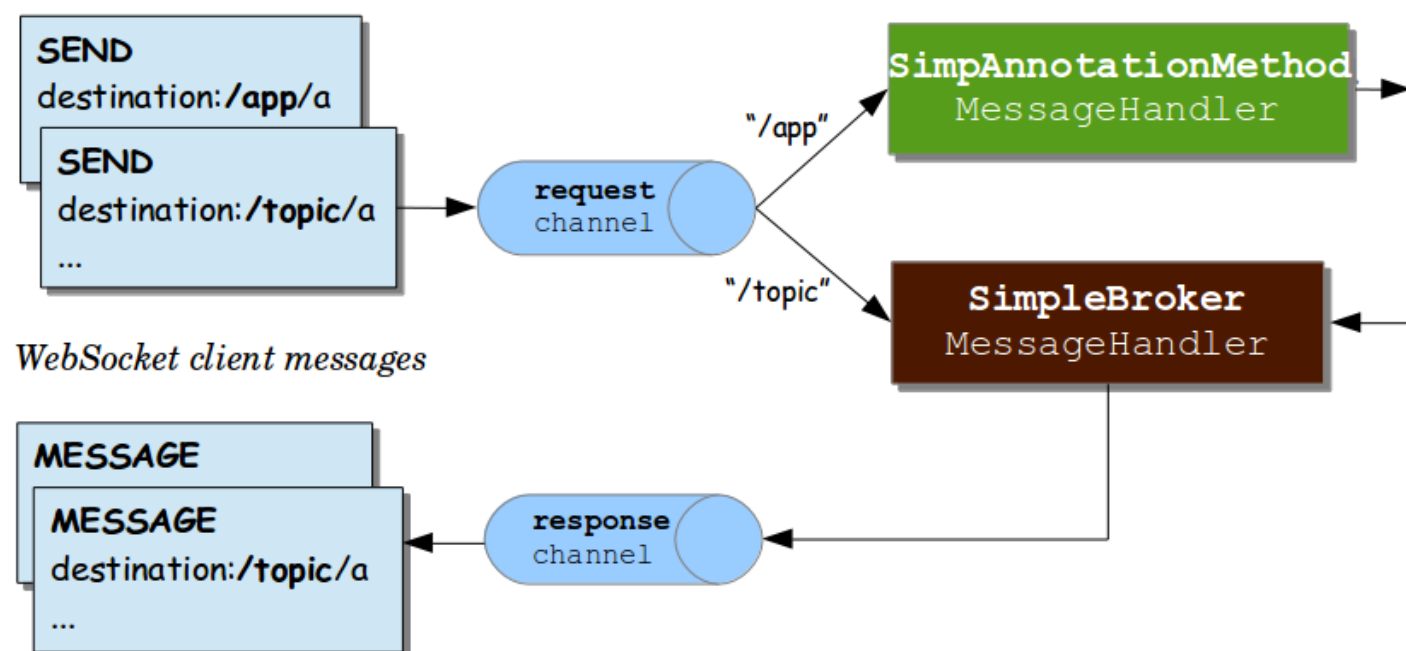 SEND
destination:/app/a
SEND
destination:/topic/a
...
WebSocket client messages
request
channel
“/app”
“/topic”
SimpAnnotationMethod
MessageHandler
SimpleBroker
MessageHandler
MESSAGE
MESSAGE
destination:/topic/a
...
response
channel